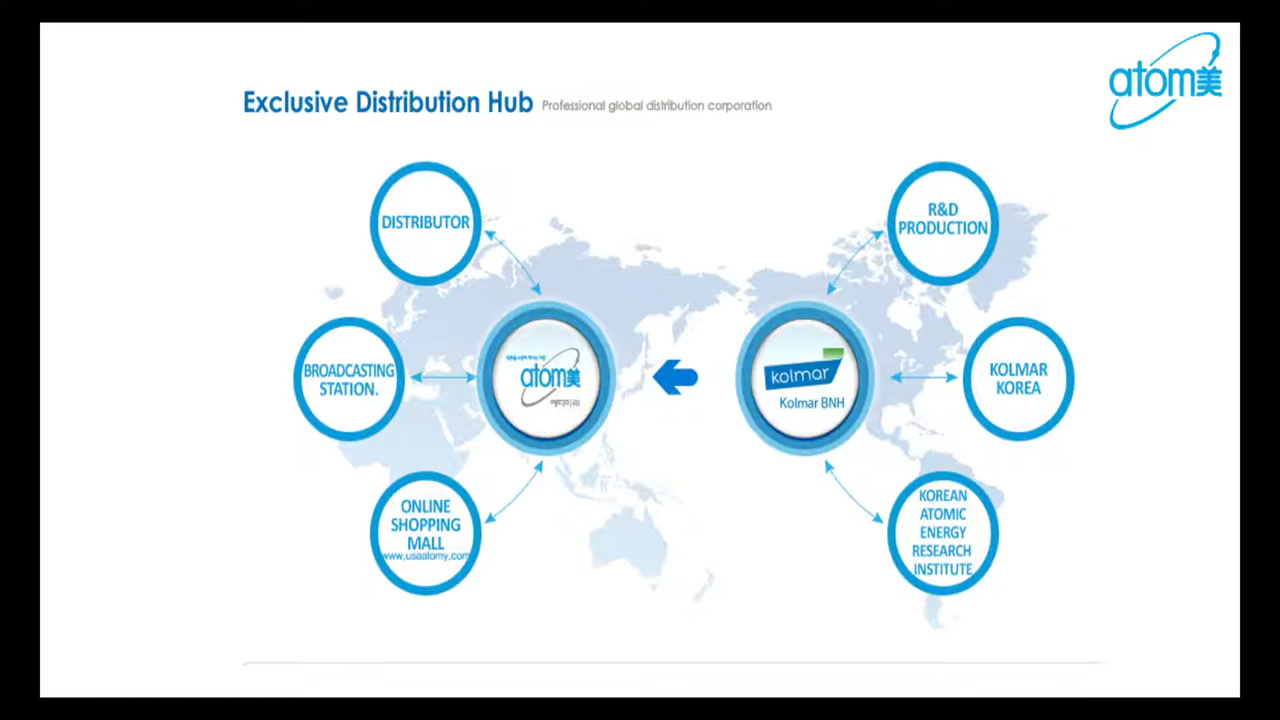 atom美
Exclusive Distribution Hub Professional global distribution corporation
DISTRIBUTOR
R&D
PRODUCTION
BROADCASTING
STATION.
atom美
kolmar
Kolmar BNH
KOLMAR
KOREA
ONLINE
SHOPPING
MALL
www.usaatomy.com
KOREAN
ATOMIC
ENERGY
RESEARCH
INSTITUTE